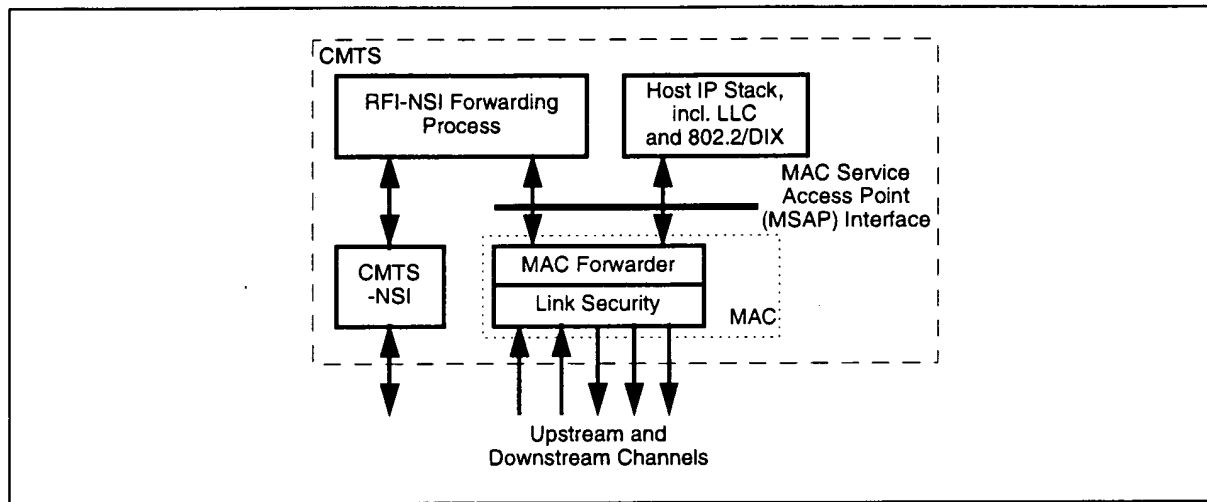 CMTS
RFI-NSI Forwarding
Process
Host IP Stack,
incl. LLC
and 802.2/DIX
MAC Service
Access Point
(MSAP) Interface
CMTS
-NSI
MAC Forwarder
Link Security
MAC
Upstream and
Downstream Channels